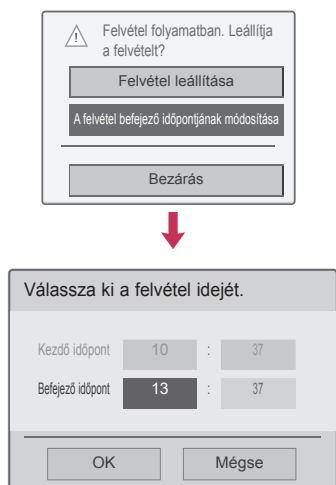 Felvétel folyamatban. Leállítja
a felvételt?
Felvétel leállítása
A felvétel befejező időpontjának módosítása
Bezárás
Válassza ki a felvétel idejét.
Kezdő időpont 10 : 37
Befejező időpont 13 : 37
OK Mégse